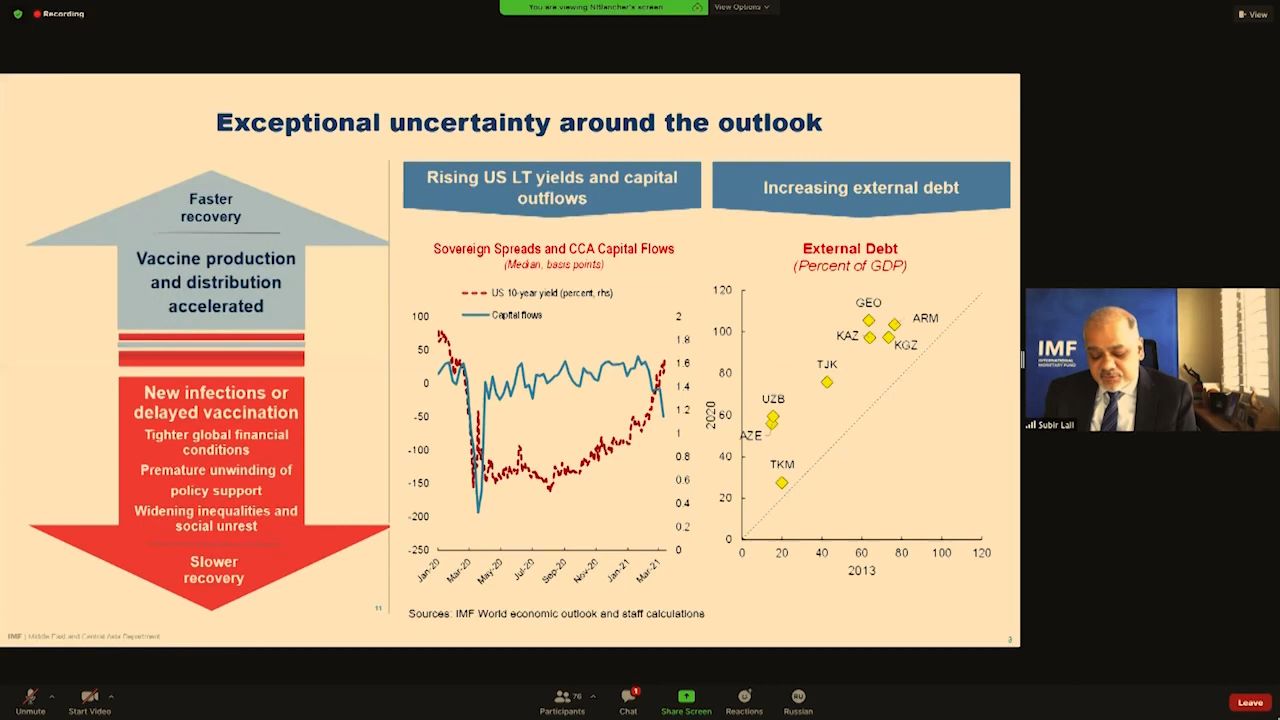 Recording
You are viewing NBlancher's screen
View Options
View
Exceptional uncertainty around the outlook
Faster
recovery
Vaccine production
and distribution
accelerated
New infections or
delayed vaccination
Tighter global financial
conditions
Premature unwinding of
policy support
Widening inequalities and
social unrest
Slower
recovery
11
Rising US LT yields and capital
outflows
Sovereign Spreads and CCA Capital Flows
(Median, basis points)
US 10-year yield (percent, rhs)
Capital flows
100
50
0
-50
-100
-150
-200
-250
2
1.8
1.6
1.4
1.2
1
0.8
0.6
0.4
0.2
0
Jan-20
Mar-20
May-20
Jul-20
Sep-20
Nov-20
Jan-21
Mar-21
Increasing external debt
External Debt
(Percent of GDP)
120
100
80
60
40
20
0
2020
GEO
ARM
KAZ
KGZ
TJK
UZB
AZE
TKM
0
20
40
60
80
100
120
2013
Sources: IMF World economic outlook and staff calculations
IMF | Middle East and Central Asia Department
3
IMF
INTERNATIONAL
MONETARY FUND
Subir Lall
Unmute
Start Video
Participants
76
Chat
1
Share Screen
Reactions
RU
Russian
Leave